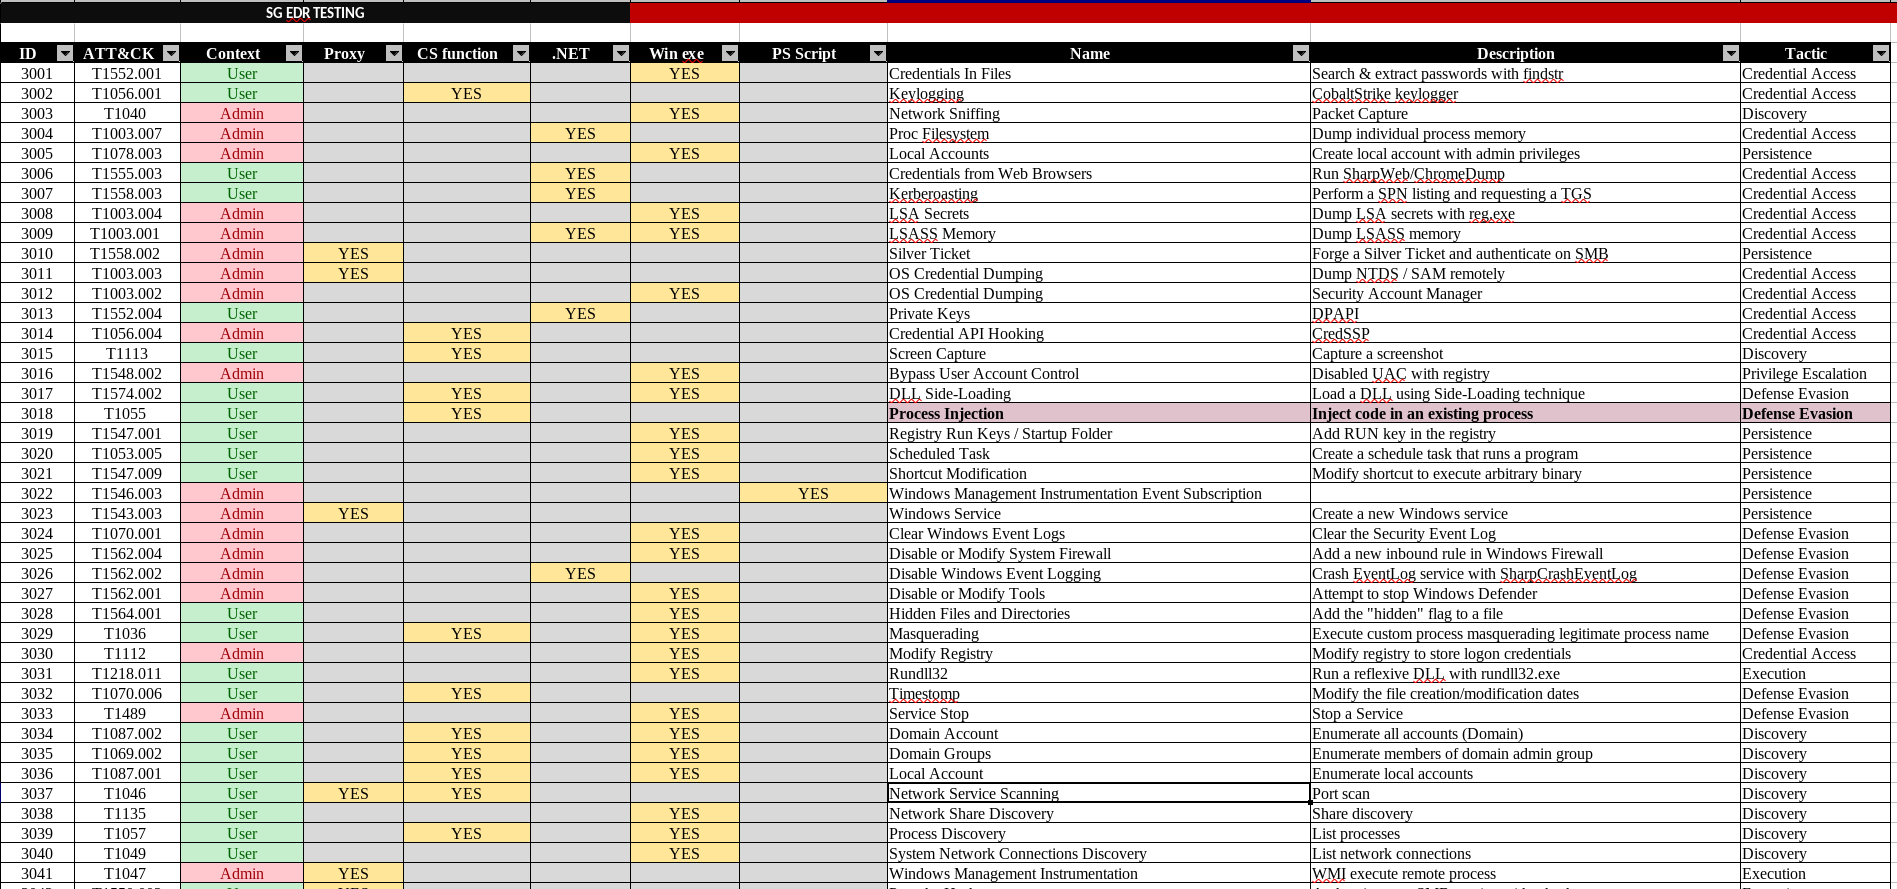 SG EDR TESTING
ID ATT&CK Context Proxy CS function .NET Win exe PS Script Name Description Tactic
3001 T1552.001 User YES Credentials In Files Search & extract passwords with findstr Credential Access
3002 T1056.001 User YES Keylogging CobaltStrike keylogger Credential Access
3003 T1040 Admin YES Network Sniffing Packet Capture Discovery
3004 T1003.007 Admin YES Proc Filesystem Dump individual process memory Credential Access
3005 T1078.003 Admin YES Local Accounts Create local account with admin privileges Persistence
3006 T1555.003 User YES Credentials from Web Browsers Run SharpWeb/ChromeDump Credential Access
3007 T1558.003 User YES Kerberoasting Perform a SPN listing and requesting a TGS Credential Access
3008 T1003.004 Admin YES LSA Secrets Dump LSA secrets with reg.exe Credential Access
3009 T1003.001 Admin YES YES LSASS Memory Dump LSASS memory Credential Access
3010 T1558.002 Admin YES Silver Ticket Forge a Silver Ticket and authenticate on SMB Persistence
3011 T1003.003 Admin YES OS Credential Dumping Dump NTDS / SAM remotely Credential Access
3012 T1003.002 Admin YES OS Credential Dumping Security Account Manager Credential Access
3013 T1552.004 User YES Private Keys DPAPI Credential Access
3014 T1056.004 Admin YES Credential API Hooking CredSSP Credential Access
3015 T1113 User YES Screen Capture Capture a screenshot Discovery
3016 T1548.002 Admin YES Bypass User Account Control Disabled UAC with registry Privilege Escalation
3017 T1574.002 User YES YES DLL Side-Loading Load a DLL using Side-Loading technique Defense Evasion
3018 T1055 User YES Process Injection Inject code in an existing process Defense Evasion
3019 T1547.001 User YES Registry Run Keys / Startup Folder Add RUN key in the registry Persistence
3020 T1053.005 User YES Scheduled Task Create a schedule task that runs a program Persistence
3021 T1547.009 User YES Shortcut Modification Modify shortcut to execute arbitrary binary Persistence
3022 T1546.003 Admin YES Windows Management Instrumentation Event Subscription Persistence
3023 T1543.003 Admin YES Windows Service Create a new Windows service Persistence
3024 T1070.001 Admin YES Clear Windows Event Logs Clear the Security Event Log Defense Evasion
3025 T1562.004 Admin YES Disable or Modify System Firewall Add a new inbound rule in Windows Firewall Defense Evasion
3026 T1562.002 Admin YES Disable Windows Event Logging Crash EventLog service with SharpCrashEventLog Defense Evasion
3027 T1562.001 Admin YES Disable or Modify Tools Attempt to stop Windows Defender Defense Evasion
3028 T1564.001 User YES Hidden Files and Directories Add the "hidden" flag to a file Defense Evasion
3029 T1036 User YES YES Masquerading Execute custom process masquerading legitimate process name Defense Evasion
3030 T1112 Admin YES Modify Registry Modify registry to store logon credentials Credential Access
3031 T1218.011 User YES Rundll32 Run a reflexive DLL with rundll32.exe Execution
3032 T1070.006 User YES Timestomp Modify the file creation/modification dates Defense Evasion
3033 T1489 Admin YES Service Stop Stop a Service Defense Evasion
3034 T1087.002 User YES YES Domain Account Enumerate all accounts (Domain) Discovery
3035 T1069.002 User YES YES Domain Groups Enumerate members of domain admin group Discovery
3036 T1087.001 User YES YES Local Account Enumerate local accounts Discovery
3037 T1046 User YES YES Network Service Scanning Port scan Discovery
3038 T1135 User YES Network Share Discovery Share discovery Discovery
3039 T1057 User YES YES Process Discovery List processes Discovery
3040 T1049 User YES System Network Connections Discovery List network connections Discovery
3041 T1047 Admin YES Windows Management Instrumentation WMI execute remote process Execution